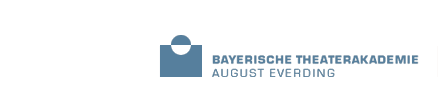 BAYERISCHE THEATERAKADEMIE
AUGUST EVERDING